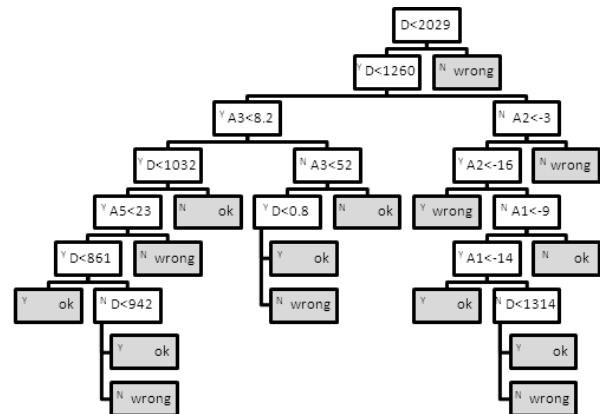 D<2029
Y D<1260 N wrong
Y A3<8.2 N A2<-3
Y D<1032 N A3<52 Y A2<-16 N wrong
Y A5<23 N ok Y D<0.8 N ok Y wrong N A1<-9
Y D<861 N wrong Y ok Y A1<-14 N ok
Y ok N D<942 N wrong Y ok N D<1314
Y ok Y ok
N wrong N wrong